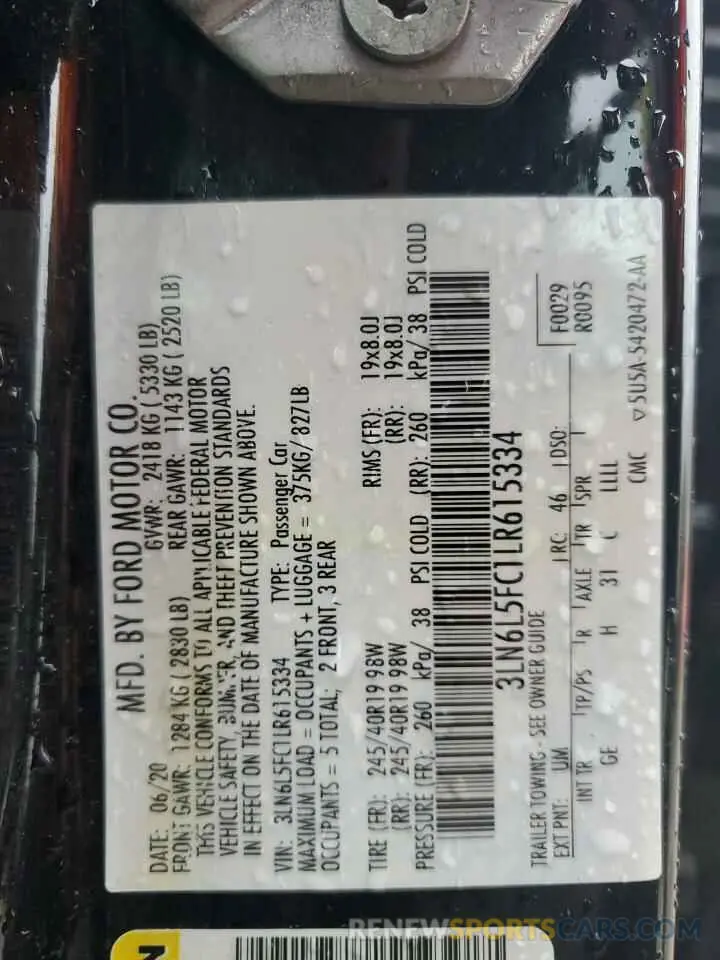 MFD. BY FORD MOTOR CO.
DATE: 06/20 GVWR: 2418 KG ( 5330 LB)
FRONT GAWR: 1284 KG ( 2830 LB) REAR GAWR: 1143 KG ( 2520 LB)
THIS VEHICLE CONFORMS TO ALL APPLICABLE FEDERAL MOTOR
VEHICLE SAFETY, BUMPER, AND THEFT PREVENTION STANDARDS
IN EFFECT ON THE DATE OF MANUFACTURE SHOWN ABOVE.
VIN: 3LN6L5FC1LR615334 TYPE: Passenger Car
MAXIMUM LOAD = OCCUPANTS + LUGGAGE = 375KG/ 827LB
OCCUPANTS = 5 TOTAL; 2 FRONT, 3 REAR
TIRE (FR): 245/40R19 98W RIMS (FR): 19x8.0J
(RR): 245/40R19 98W (RR): 19x8.0J
PRESSURE (FR): 260 kPa/ 38 PSI COLD (RR): 260 kPa/ 38 PSI COLD
3LN6L5FC1LR615334
TRAILER TOWING - SEE OWNER GUIDE F0029
R0095
EXT PNT: UM RC: 46 DSO:
INT TR TP/PS R AXLE TR SPR
GE H 31 C LLLL
CMC ▽5U5A-5420472-AA
N
RENEWSPORTSCARS.COM